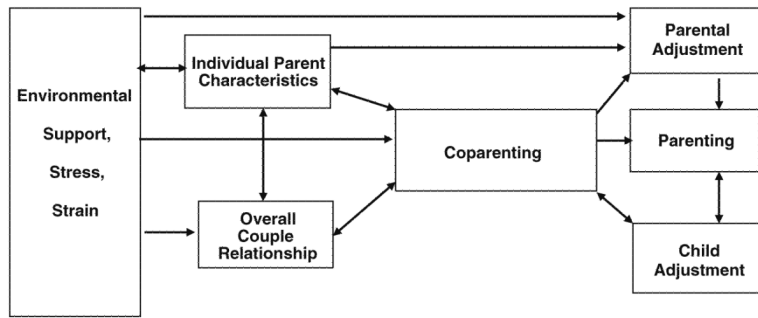 Environmental
Support,
Stress,
Strain
Individual Parent
Characteristics
Overall
Couple
Relationship
Coparenting
Parental
Adjustment
Parenting
Child
Adjustment